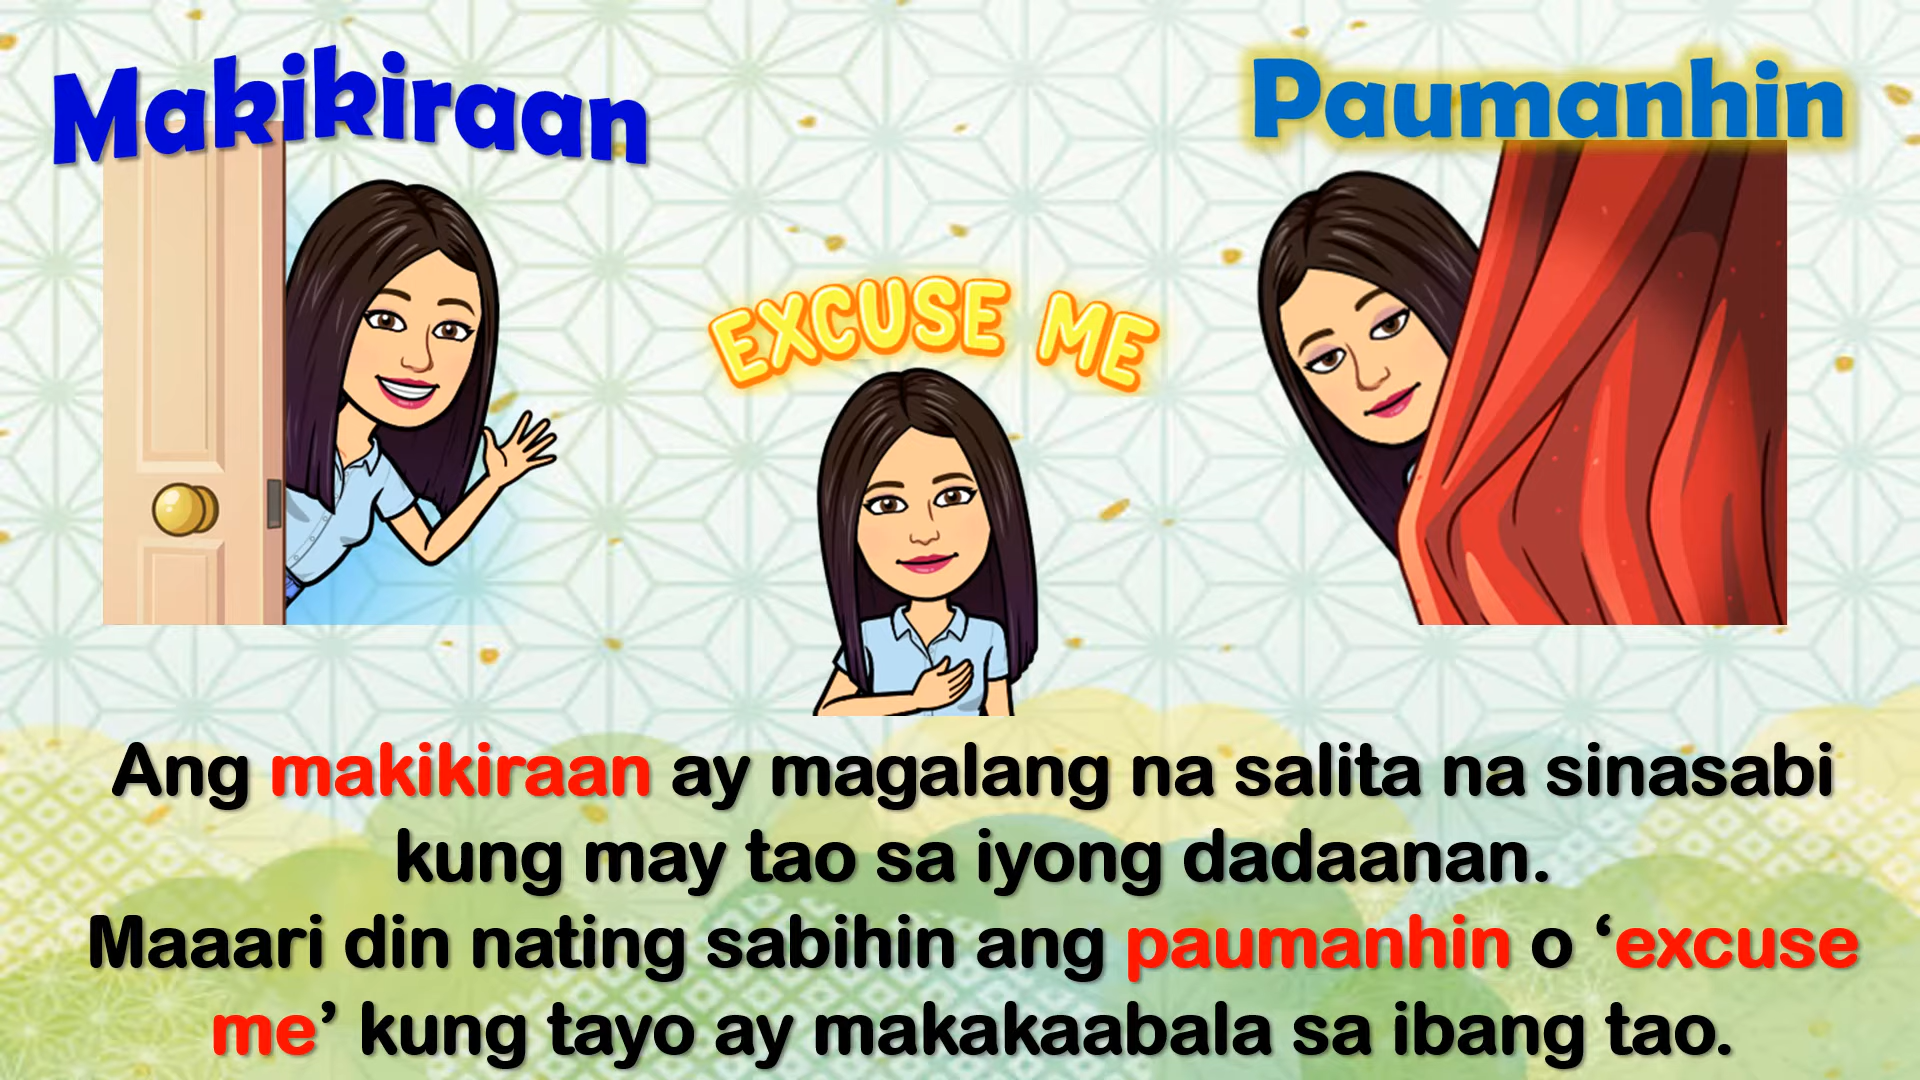 Makikiraan
Paumanhin
EXCUSE ME
Ang makikiraan ay magalang na salita na sinasabi
kung may tao sa iyong dadaanan.
Maaari din nating sabihin ang paumanhin o ‘excuse
me’ kung tayo ay makakaabala sa ibang tao.